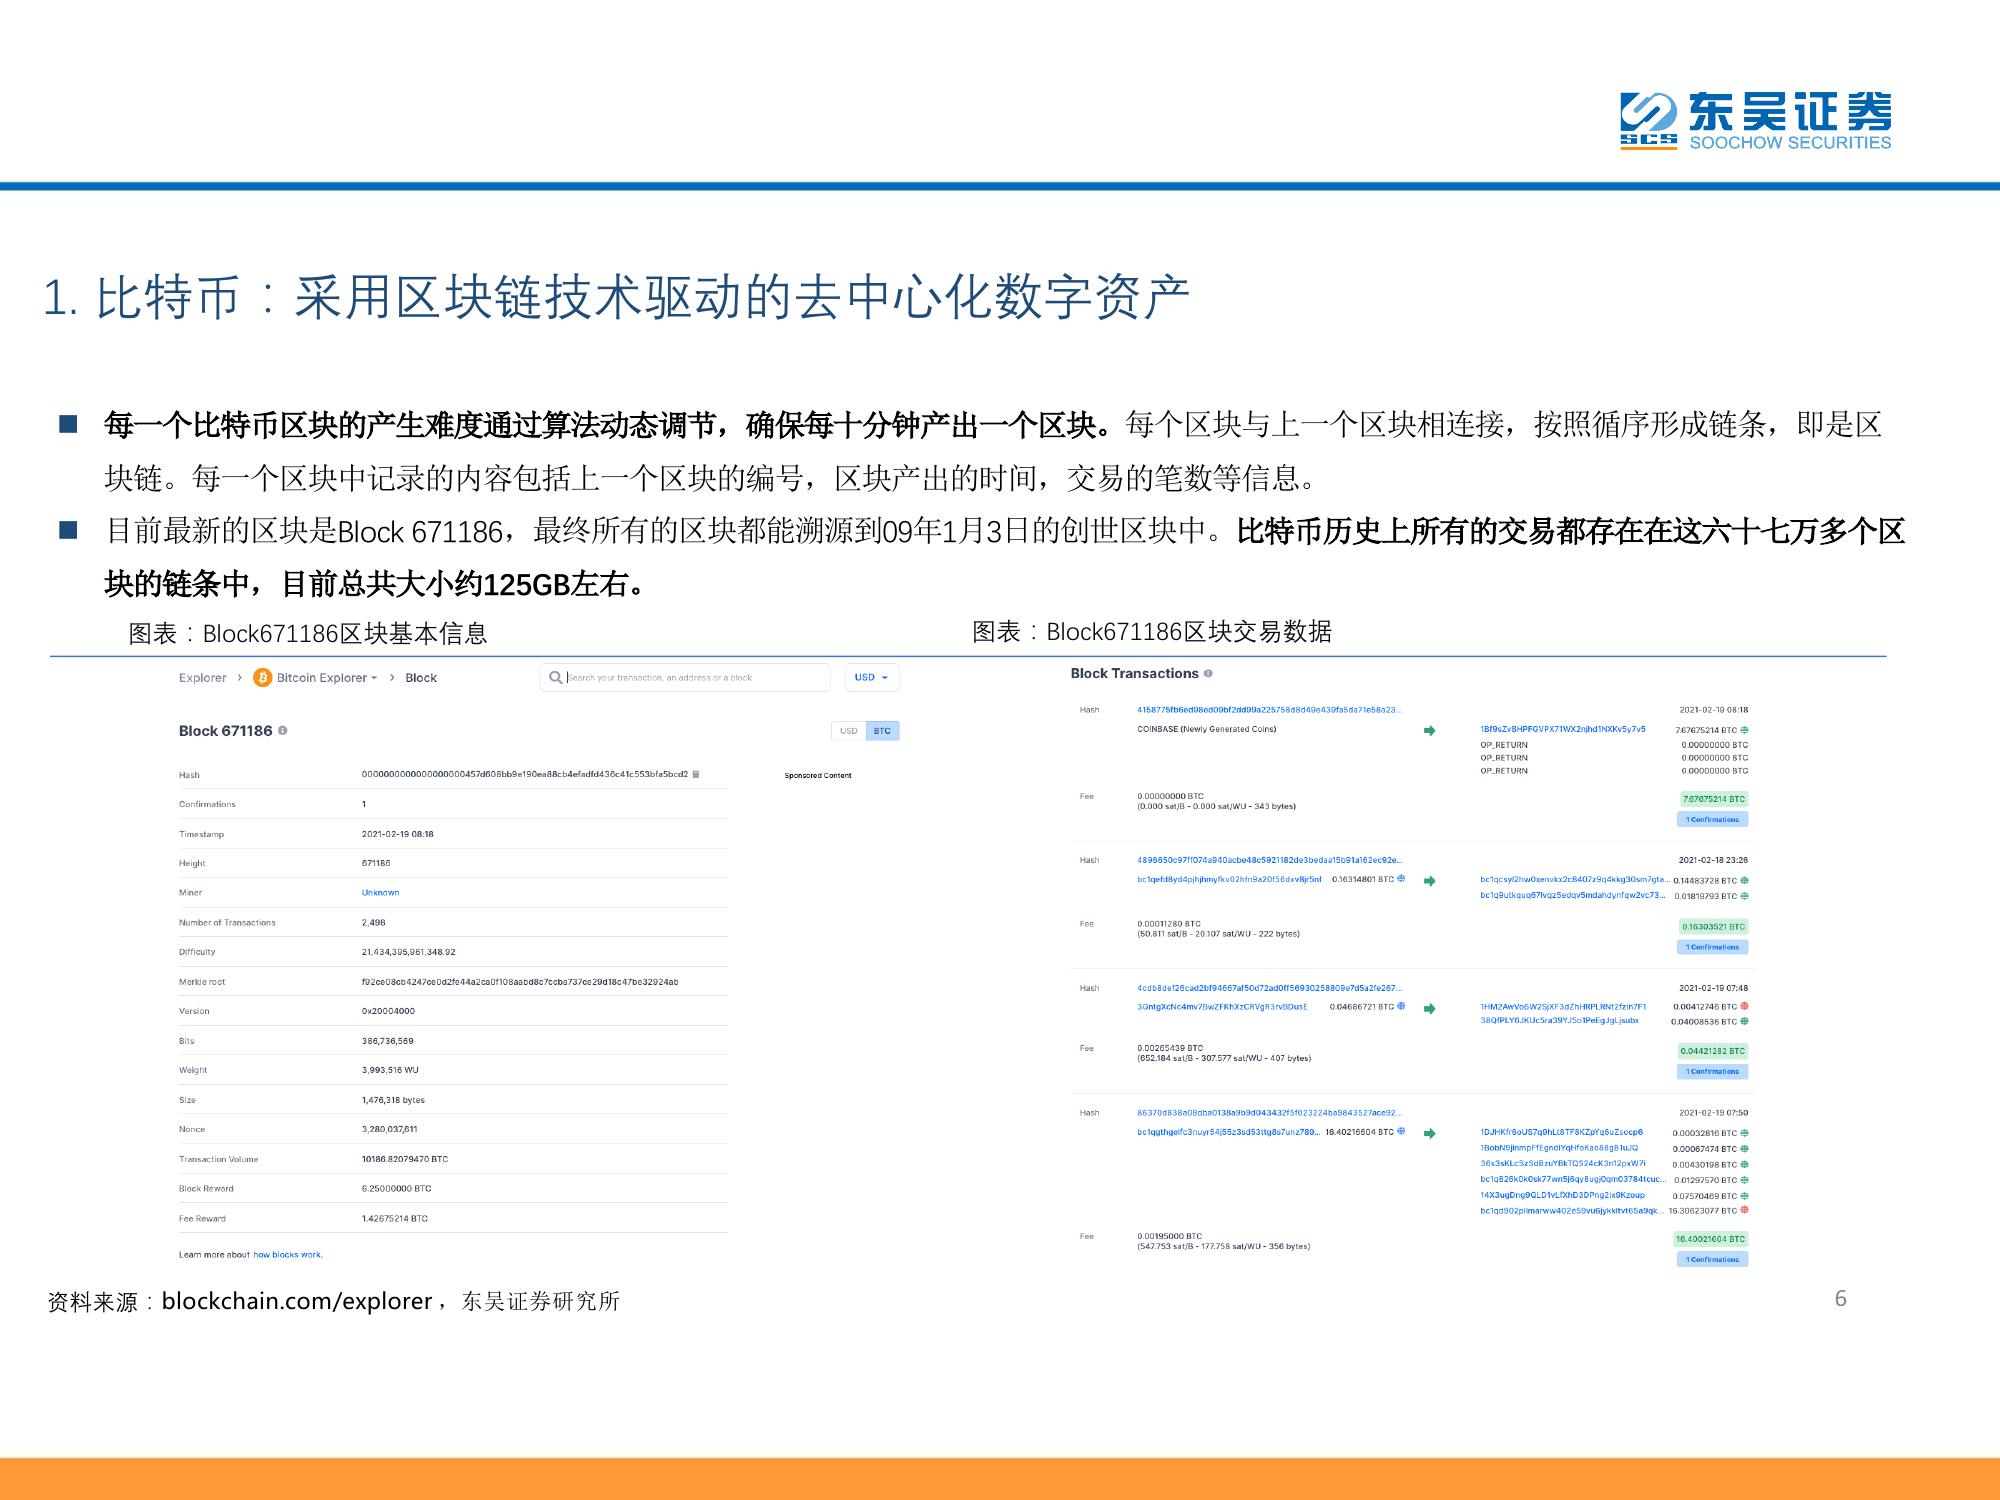 东吴证券
SCS
SOOCHOW SECURITIES
1. 比特币：采用区块链技术驱动的去中心化数字资产
每一个比特币区块的产生难度通过算法动态调节，确保每十分钟产出一个区块。每个区块与上一个区块相连接，按照循序形成链条，即是区
块链。每一个区块中记录的内容包括上一个区块的编号，区块产出的时间，交易的笔数等信息。
目前最新的区块是Block 671186，最终所有的区块都能溯源到09年1月3日的创世区块中。比特币历史上所有的交易都存在在这六十七万多个区
块的链条中，目前总共大小约125GB左右。
图表：Block671186区块基本信息
Explorer › Bitcoin Explorer › Block
Search your transaction, an address or a block
USD
Block 671186
USD BTC
Hash
Sponsored Content
Confirmations 1
Timestamp 2021-02-19 08:18
Height 671186
Miner Unknown
Number of Transactions 2,498
Difficulty 21,434,395,961,348.92
Merkle root
Version 0x20004000
Bits 386,736,569
Weight 3,993,516 WU
Size 1,476,318 bytes
Nonce 3,280,037,611
Transaction Volume 10186.82079470 BTC
Block Reward 6.25000000 BTC
Fee Reward 1.42675214 BTC
Learn more about how blocks work.
图表：Block671186区块交易数据
Block Transactions
Hash 2021-02-19 08:18
COINBASE (Newly Generated Coins) 7.67675214 BTC
OP_RETURN 0.00000000 BTC
OP_RETURN 0.00000000 BTC
OP_RETURN 0.00000000 BTC
Fee 0.00000000 BTC 7.67675214 BTC
(0.000 sat/B - 0.000 sat/WU - 343 bytes)
1 Confirmations
Hash 2021-02-18 23:26
0.16314801 BTC 0.14483728 BTC
0.01819793 BTC
Fee 0.00011280 BTC 0.16303521 BTC
(50.811 sat/B - 20.107 sat/WU - 222 bytes)
1 Confirmations
Hash 2021-02-19 07:48
0.04686721 BTC 0.00412746 BTC
0.04008536 BTC
Fee 0.00265439 BTC 0.04421282 BTC
(652.184 sat/B - 307.577 sat/WU - 407 bytes)
1 Confirmations
Hash 2021-02-19 07:50
16.40216604 BTC 0.00032816 BTC
0.00067474 BTC
0.00430198 BTC
0.01297570 BTC
0.07570469 BTC
16.30623077 BTC
Fee 0.00195000 BTC 16.40021604 BTC
(547.753 sat/B - 177.758 sat/WU - 356 bytes)
1 Confirmations
资料来源：blockchain.com/explorer，东吴证券研究所
6